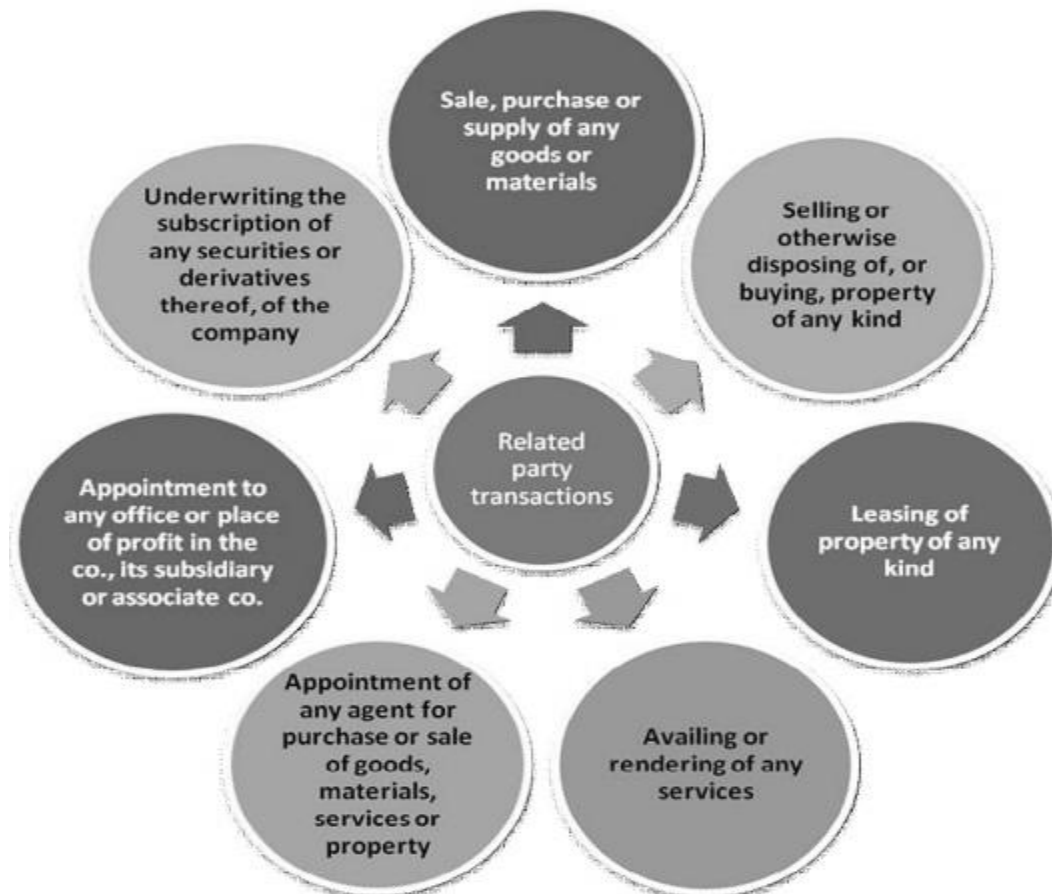 Sale, purchase or
supply of any
goods or
materials
Selling or
otherwise
disposing of, or
buying, property
of any kind
Leasing of
property of any
kind
Availing or
rendering of any
services
Appointment of
any agent for
purchase or sale
of goods,
materials,
services or
property
Appointment to
any office or place
of profit in the
co., its subsidiary
or associate co.
Underwriting the
subscription of
any securities or
derivatives
thereof, of the
company
Related
party
transactions